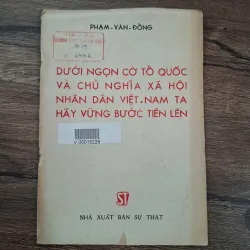 PHẠM-VĂN-ĐỒNG
DƯỚI NGỌN CỜ TỔ QUỐC
VÀ CHỦ NGHĨA XÃ HỘI
NHÂN DÂN VIỆT-NAM TA
HÃY VỮNG BƯỚC TIẾN LÊN
V 00015229
ST
NHÀ XUẤT BẢN SỰ THẬT